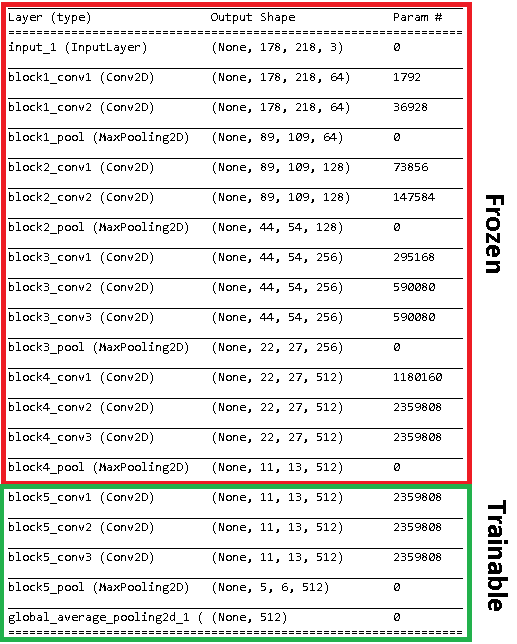 Layer (type) Output Shape Param #
=================================================================
input_1 (InputLayer) (None, 178, 218, 3) 0
block1_conv1 (Conv2D) (None, 178, 218, 64) 1792
block1_conv2 (Conv2D) (None, 178, 218, 64) 36928
block1_pool (MaxPooling2D) (None, 89, 109, 64) 0
block2_conv1 (Conv2D) (None, 89, 109, 128) 73856
block2_conv2 (Conv2D) (None, 89, 109, 128) 147584
block2_pool (MaxPooling2D) (None, 44, 54, 128) 0
block3_conv1 (Conv2D) (None, 44, 54, 256) 295168
block3_conv2 (Conv2D) (None, 44, 54, 256) 590080
block3_conv3 (Conv2D) (None, 44, 54, 256) 590080
block3_pool (MaxPooling2D) (None, 22, 27, 256) 0
block4_conv1 (Conv2D) (None, 22, 27, 512) 1180160
block4_conv2 (Conv2D) (None, 22, 27, 512) 2359808
block4_conv3 (Conv2D) (None, 22, 27, 512) 2359808
block4_pool (MaxPooling2D) (None, 11, 13, 512) 0
Frozen
block5_conv1 (Conv2D) (None, 11, 13, 512) 2359808
block5_conv2 (Conv2D) (None, 11, 13, 512) 2359808
block5_conv3 (Conv2D) (None, 11, 13, 512) 2359808
block5_pool (MaxPooling2D) (None, 5, 6, 512) 0
global_average_pooling2d_1 ( (None, 512) 0
=================================================================
Trainable